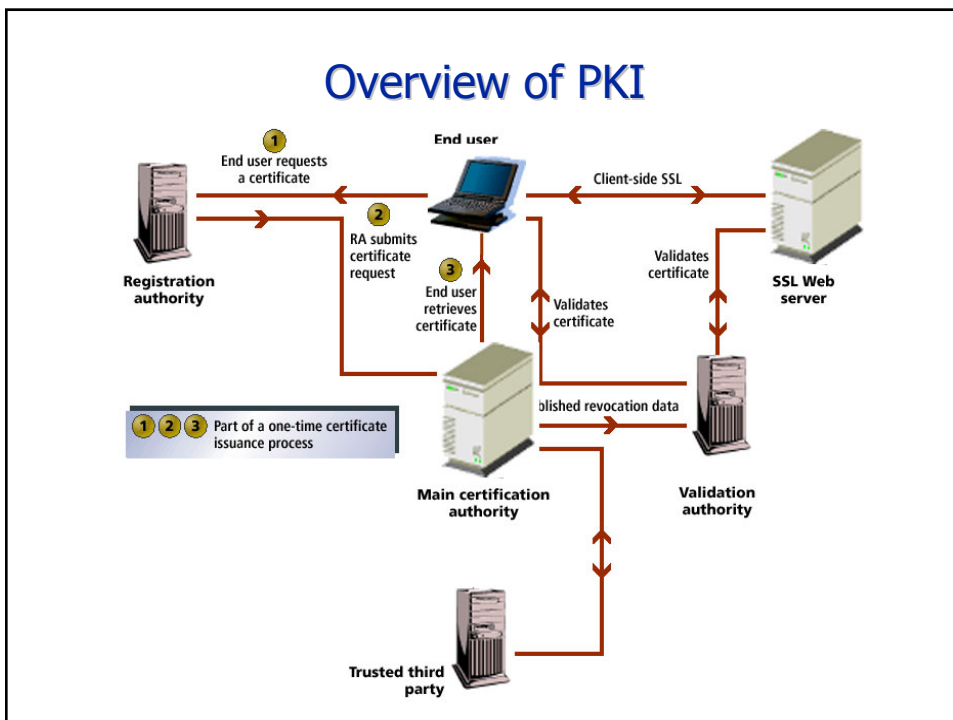 Overview of PKI
1
End user requests
a certificate
End user
Client-side SSL
2
RA submits
certificate
request
Registration
authority
3
End user
retrieves
certificate
Validates
certificate
Validates
certificate
SSL Web
server
1 2 3 Part of a one-time certificate
issuance process
blished revocation data
Main certification
authority
Validation
authority
Trusted third
party